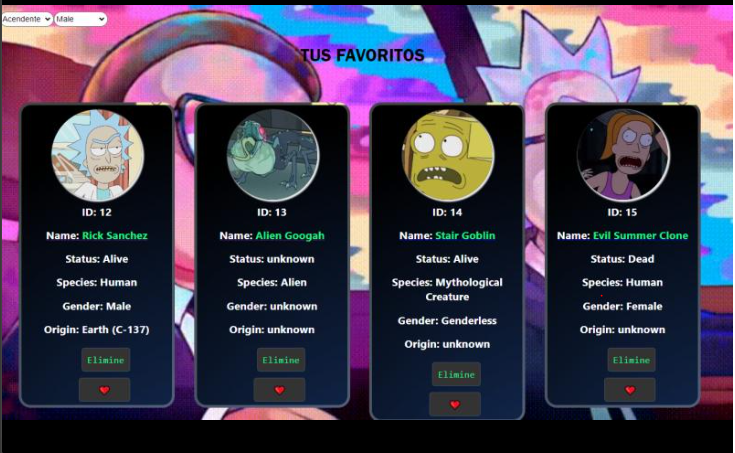 Acendente
Male
TUS FAVORITOS
ID: 12
Name: Rick Sanchez
Status: Alive
Species: Human
Gender: Male
Origin: Earth (C-137)
Elimine
ID: 13
Name: Alien Googah
Status: unknown
Species: Alien
Gender: unknown
Origin: unknown
Elimine
ID: 14
Name: Stair Goblin
Status: Alive
Species: Mythological
Creature
Gender: Genderless
Origin: unknown
Elimine
ID: 15
Name: Evil Summer Clone
Status: Dead
Species: Human
Gender: Female
Origin: unknown
Elimine